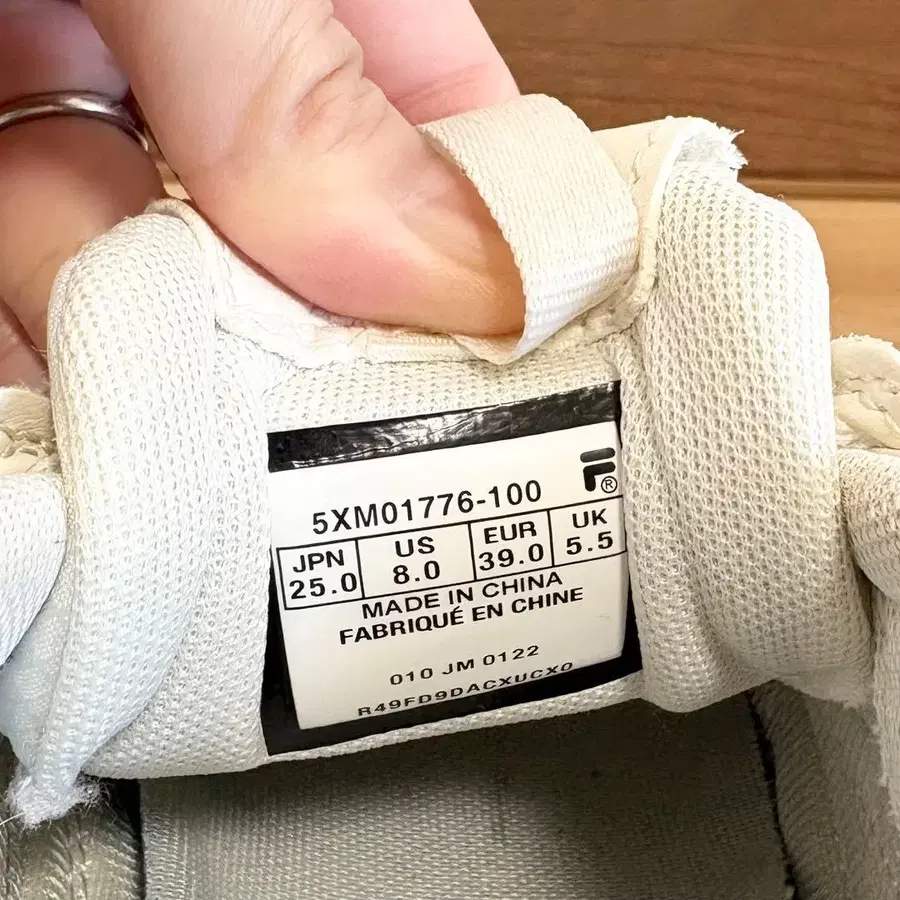 5XM01776-100
F®
JPN US EUR UK
25.0 8.0 39.0 5.5
MADE IN CHINA
FABRIQUÉ EN CHINE
010 JM 0122
R49FD9DACXUCX0